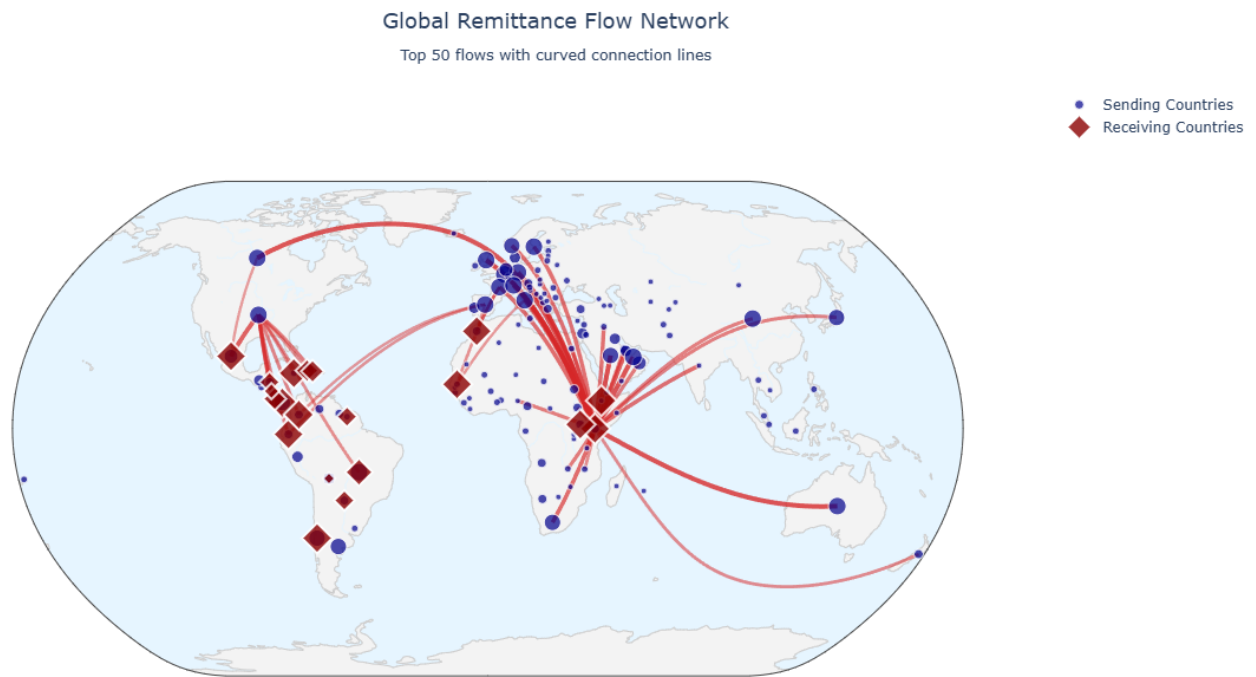 Global Remittance Flow Network
Top 50 flows with curved connection lines
Sending Countries
Receiving Countries